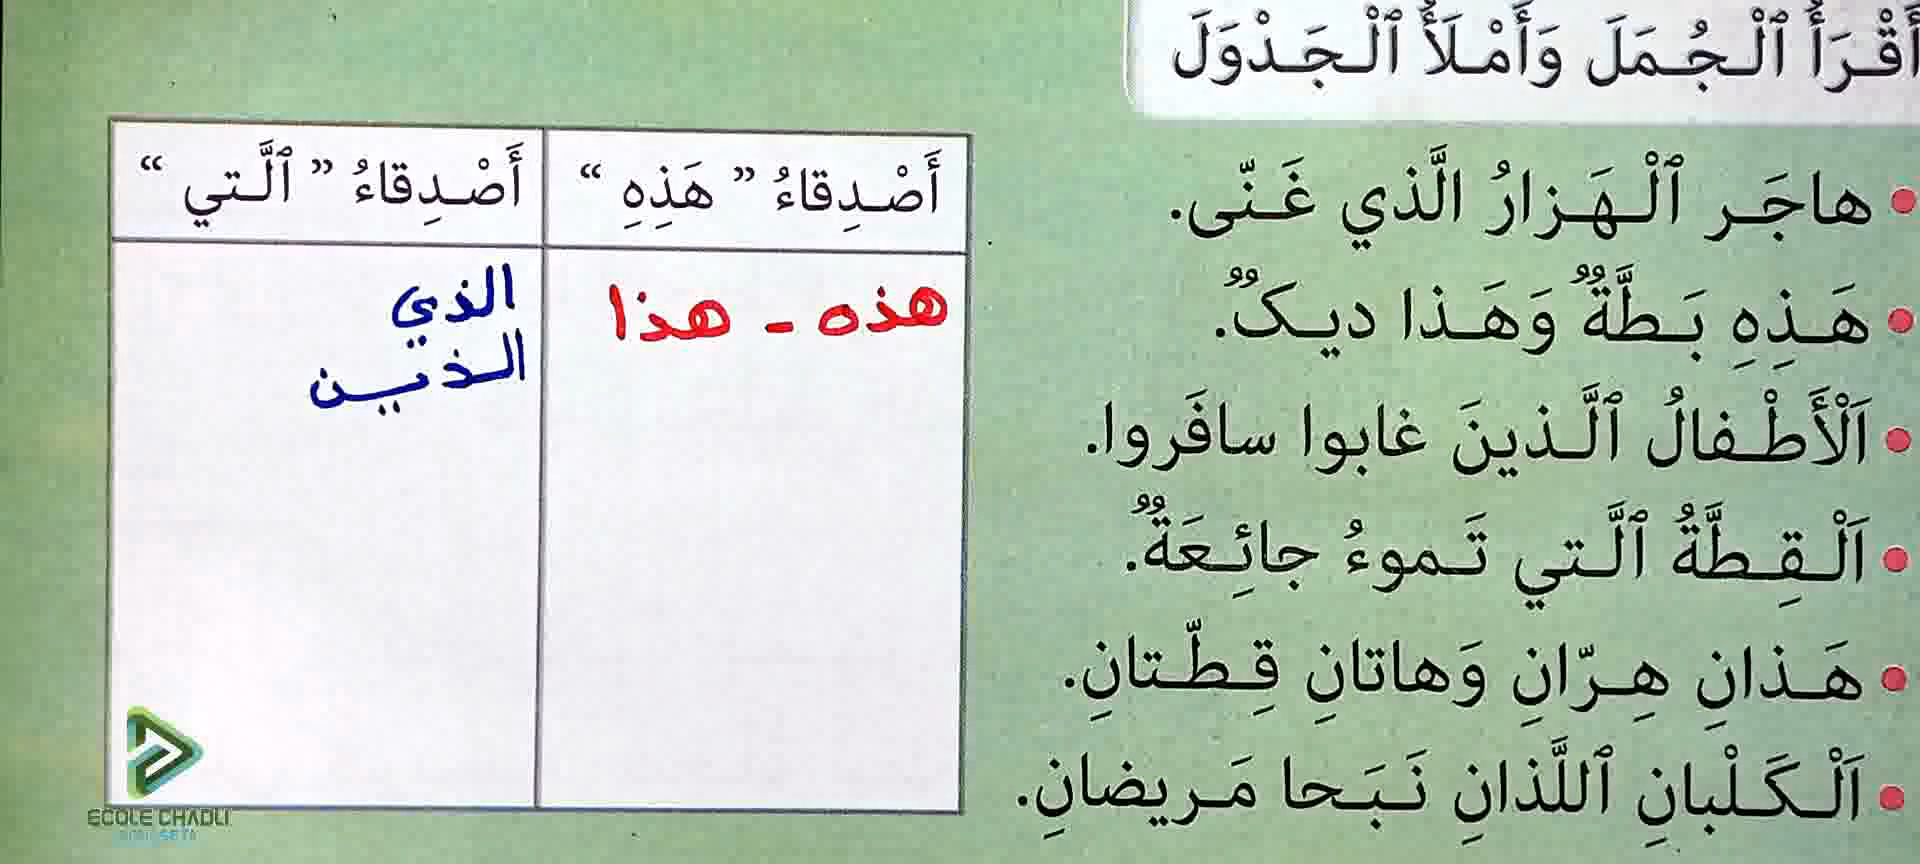 أَقْرَأُ ٱلْجُمَلَ وَأَمْلَأُ ٱلْجَدْوَلَ
• هاجَر ٱلْهَزارُ الَّذي غَنّى.
• هَذِهِ بَطَّةٌ وَهَذا ديكٌ.
• اَلْأَطْفالُ ٱلَّذينَ غابوا سافَروا.
• اَلْقِطَّةُ ٱلَّتي تَموءُ جائِعَةٌ.
• هَذانِ هِرّانِ وَهاتانِ قِطّتانِ.
• اَلْكَلْبانِ ٱللَّذانِ نَبَحا مَريضانِ.
أَصْدِقاءُ ” هَذِهِ “ أَصْدِقاءُ ” ٱلَّتي “
هذه - هذا الذي
الذين
ECOLE CHADLI